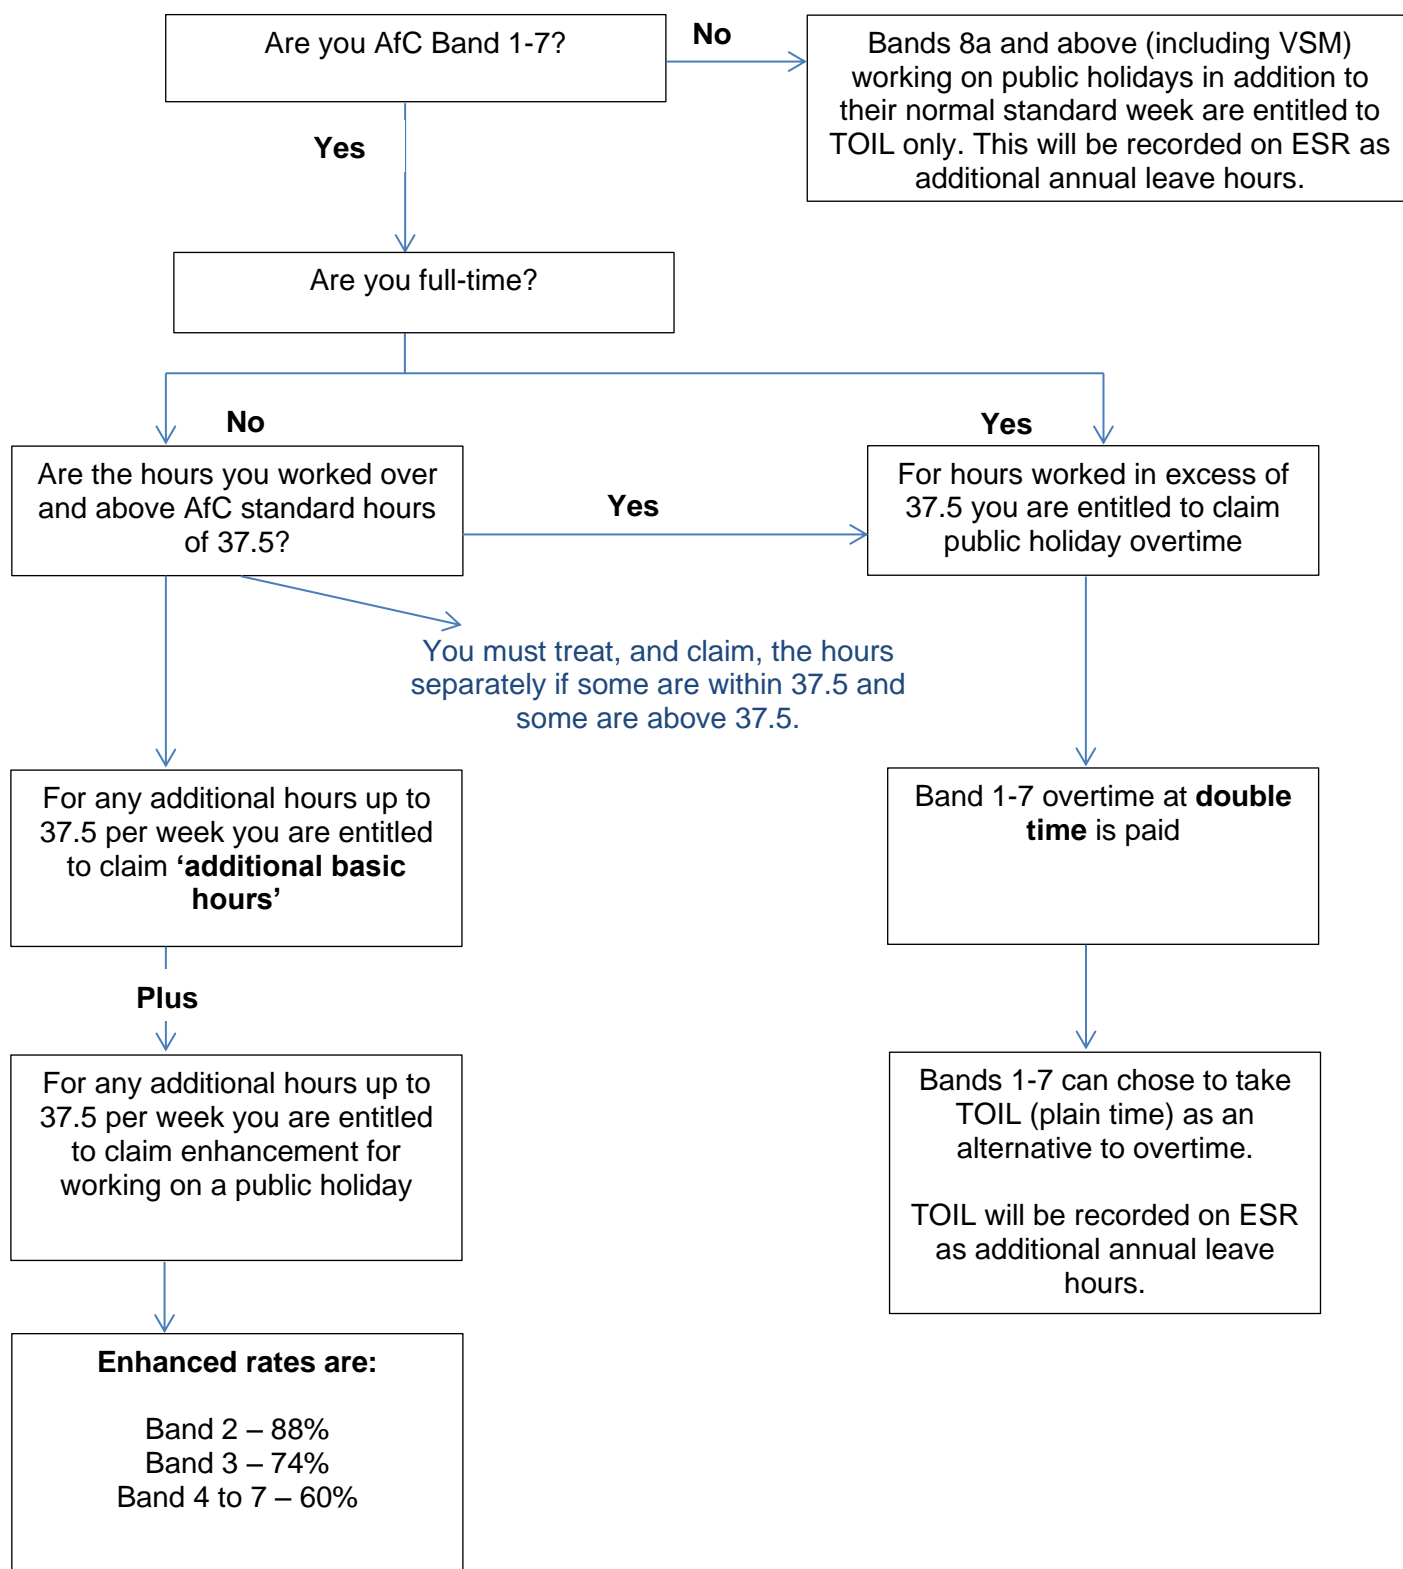 Are you AfC Band 1-7?
No
Bands 8a and above (including VSM)
working on public holidays in addition to
their normal standard week are entitled to
TOIL only. This will be recorded on ESR as
additional annual leave hours.
Yes
Are you full-time?
No
Yes
Are the hours you worked over
and above AfC standard hours
of 37.5?
Yes
For hours worked in excess of
37.5 you are entitled to claim
public holiday overtime
You must treat, and claim, the hours
separately if some are within 37.5 and
some are above 37.5.
For any additional hours up to
37.5 per week you are entitled
to claim ‘additional basic
hours’
Band 1-7 overtime at double
time is paid
Plus
For any additional hours up to
37.5 per week you are entitled
to claim enhancement for
working on a public holiday
Bands 1-7 can chose to take
TOIL (plain time) as an
alternative to overtime.
TOIL will be recorded on ESR
as additional annual leave
hours.
Enhanced rates are:
Band 2 – 88%
Band 3 – 74%
Band 4 to 7 – 60%